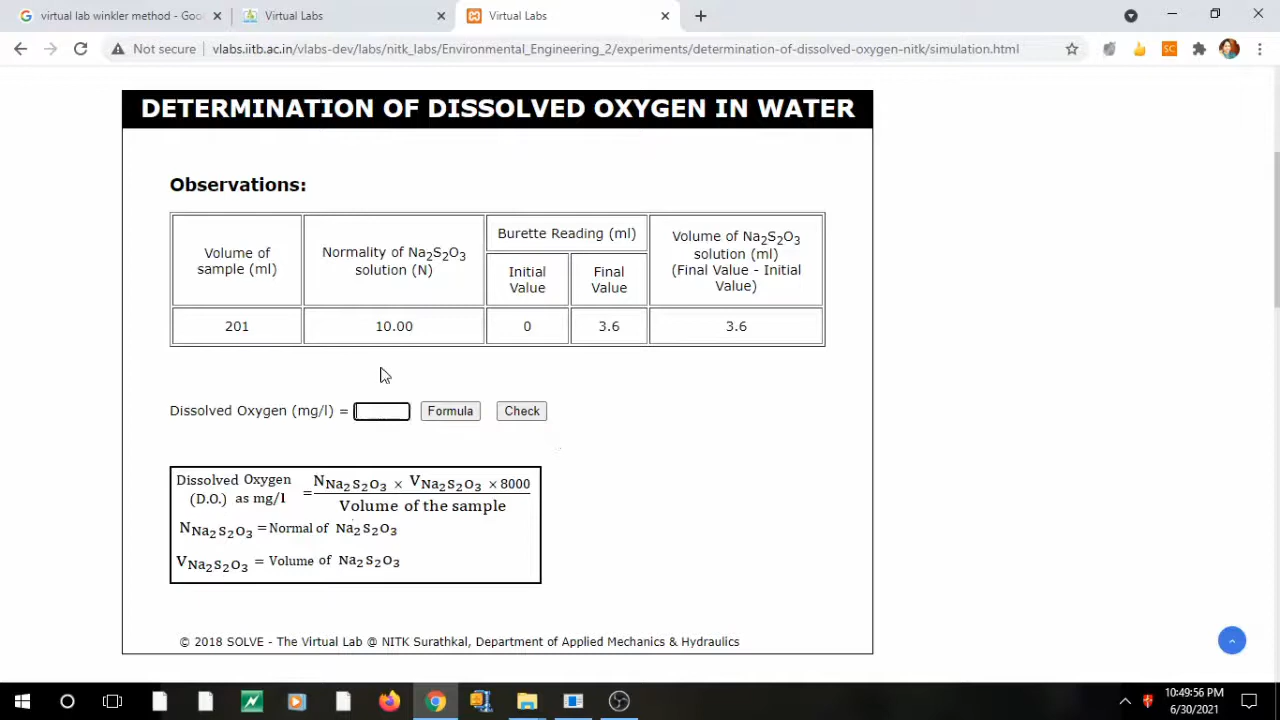 virtual lab winkler method - Goo
Virtual Labs
Virtual Labs
Not secure
vlabs.iitb.ac.in/vlabs-dev/labs/nitk_labs/Environmental_Engineering_2/experiments/determination-of-dissolved-oxygen-nitk/simulation.html
SC
DETERMINATION OF DISSOLVED OXYGEN IN WATER
Observations:
Volume of
sample (ml)
Normality of Na2S2O3
solution (N)
Burette Reading (ml)
Initial
Value
Final
Value
Volume of Na2S2O3
solution (ml)
(Final Value - Initial
Value)
201 10.00 0 3.6 3.6
Dissolved Oxygen (mg/l) = Formula Check
Dissolved Oxygen
(D.O.) as mg/l
= NNa2S2O3 × VNa2S2O3 × 8000
Volume of the sample
NNa2S2O3 = Normal of Na2S2O3
VNa2S2O3 = Volume of Na2S2O3
© 2018 SOLVE - The Virtual Lab @ NITK Surathkal, Department of Applied Mechanics & Hydraulics
10:49:56 PM
6/30/2021